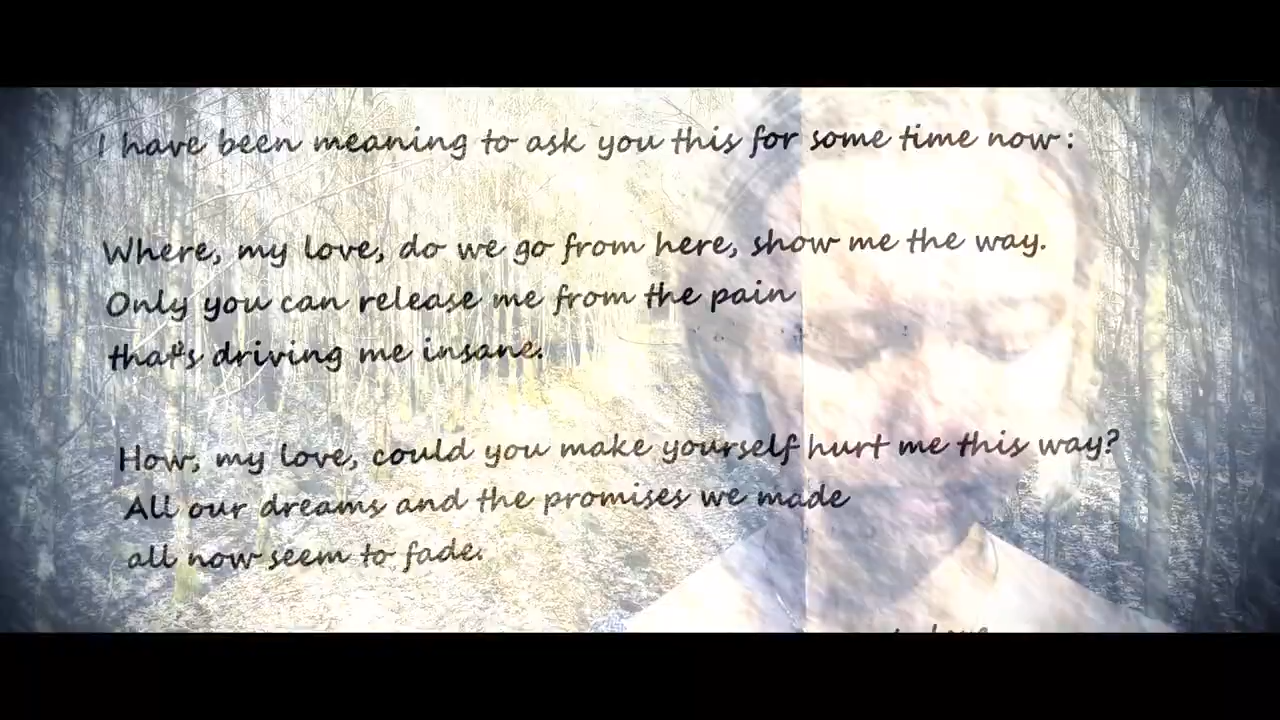 I have been meaning to ask you this for some time now:
Where, my love, do we go from here, show me the way.
Only you can release me from the pain
that's driving me insane.
How, my love, could you make yourself hurt me this way?
All our dreams and the promises we made
all now seem to fade.